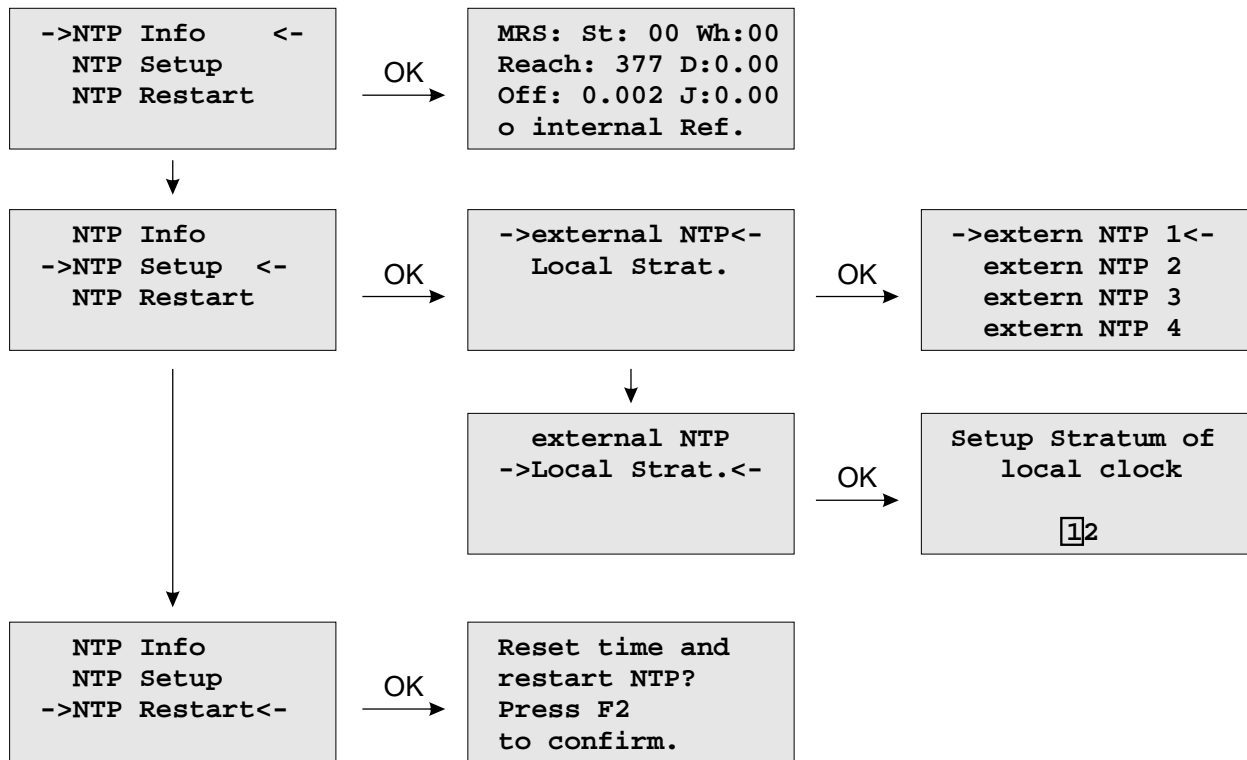 ->NTP Info <-
NTP Setup
NTP Restart
OK
MRS: St: 00 Wh:00
Reach: 377 D:0.00
Off: 0.002 J:0.00
o internal Ref.
NTP Info
->NTP Setup <-
NTP Restart
OK
->external NTP<-
Local Strat.
OK
->extern NTP 1<-
extern NTP 2
extern NTP 3
extern NTP 4
external NTP
->Local Strat.<-
OK
Setup Stratum of
local clock
12
NTP Info
NTP Setup
->NTP Restart<-
OK
Reset time and
restart NTP?
Press F2
to confirm.